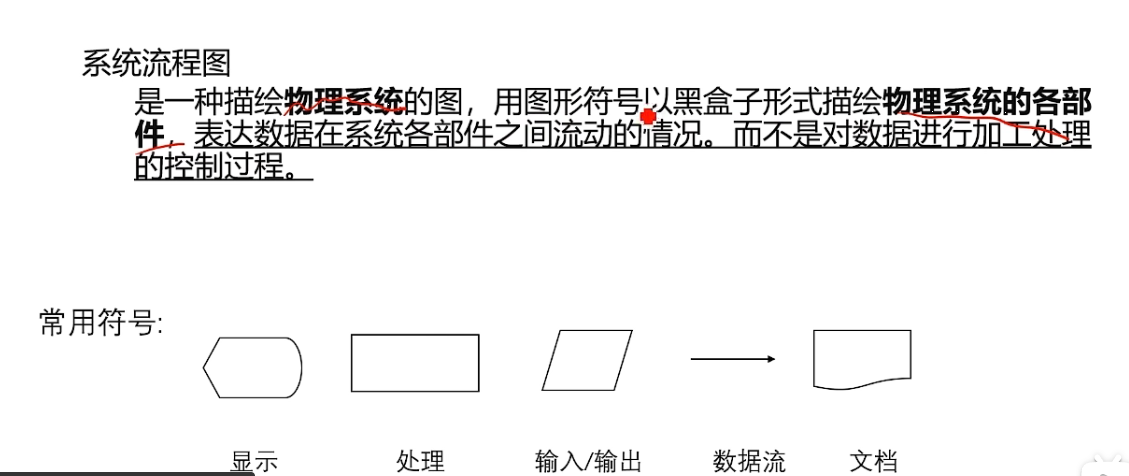 系统流程图
是一种描绘物理系统的图，用图形符号以黑盒子形式描绘物理系统的各部
件，表达数据在系统各部件之间流动的情况。而不是对数据进行加工处理
的控制过程。
常用符号:
显示 处理 输入/输出 数据流 文档